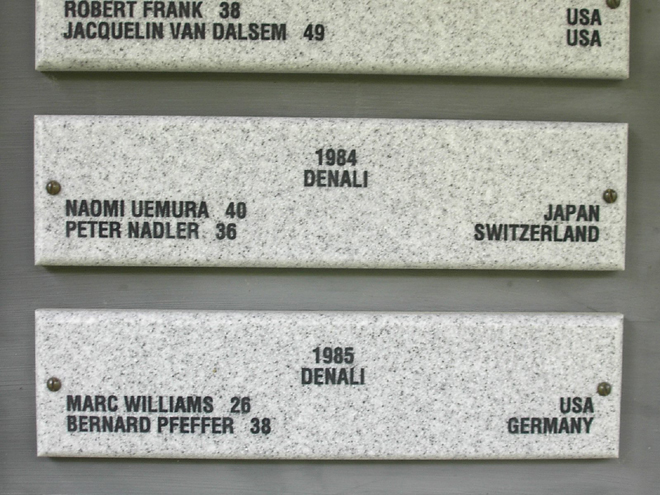 ROBERT FRANK 38 USA
JACQUELIN VAN DALSEM 49 USA
1984
DENALI
NAOMI UEMURA 40 JAPAN
PETER NADLER 36 SWITZERLAND
1985
DENALI
MARC WILLIAMS 26 USA
BERNARD PFEFFER 38 GERMANY